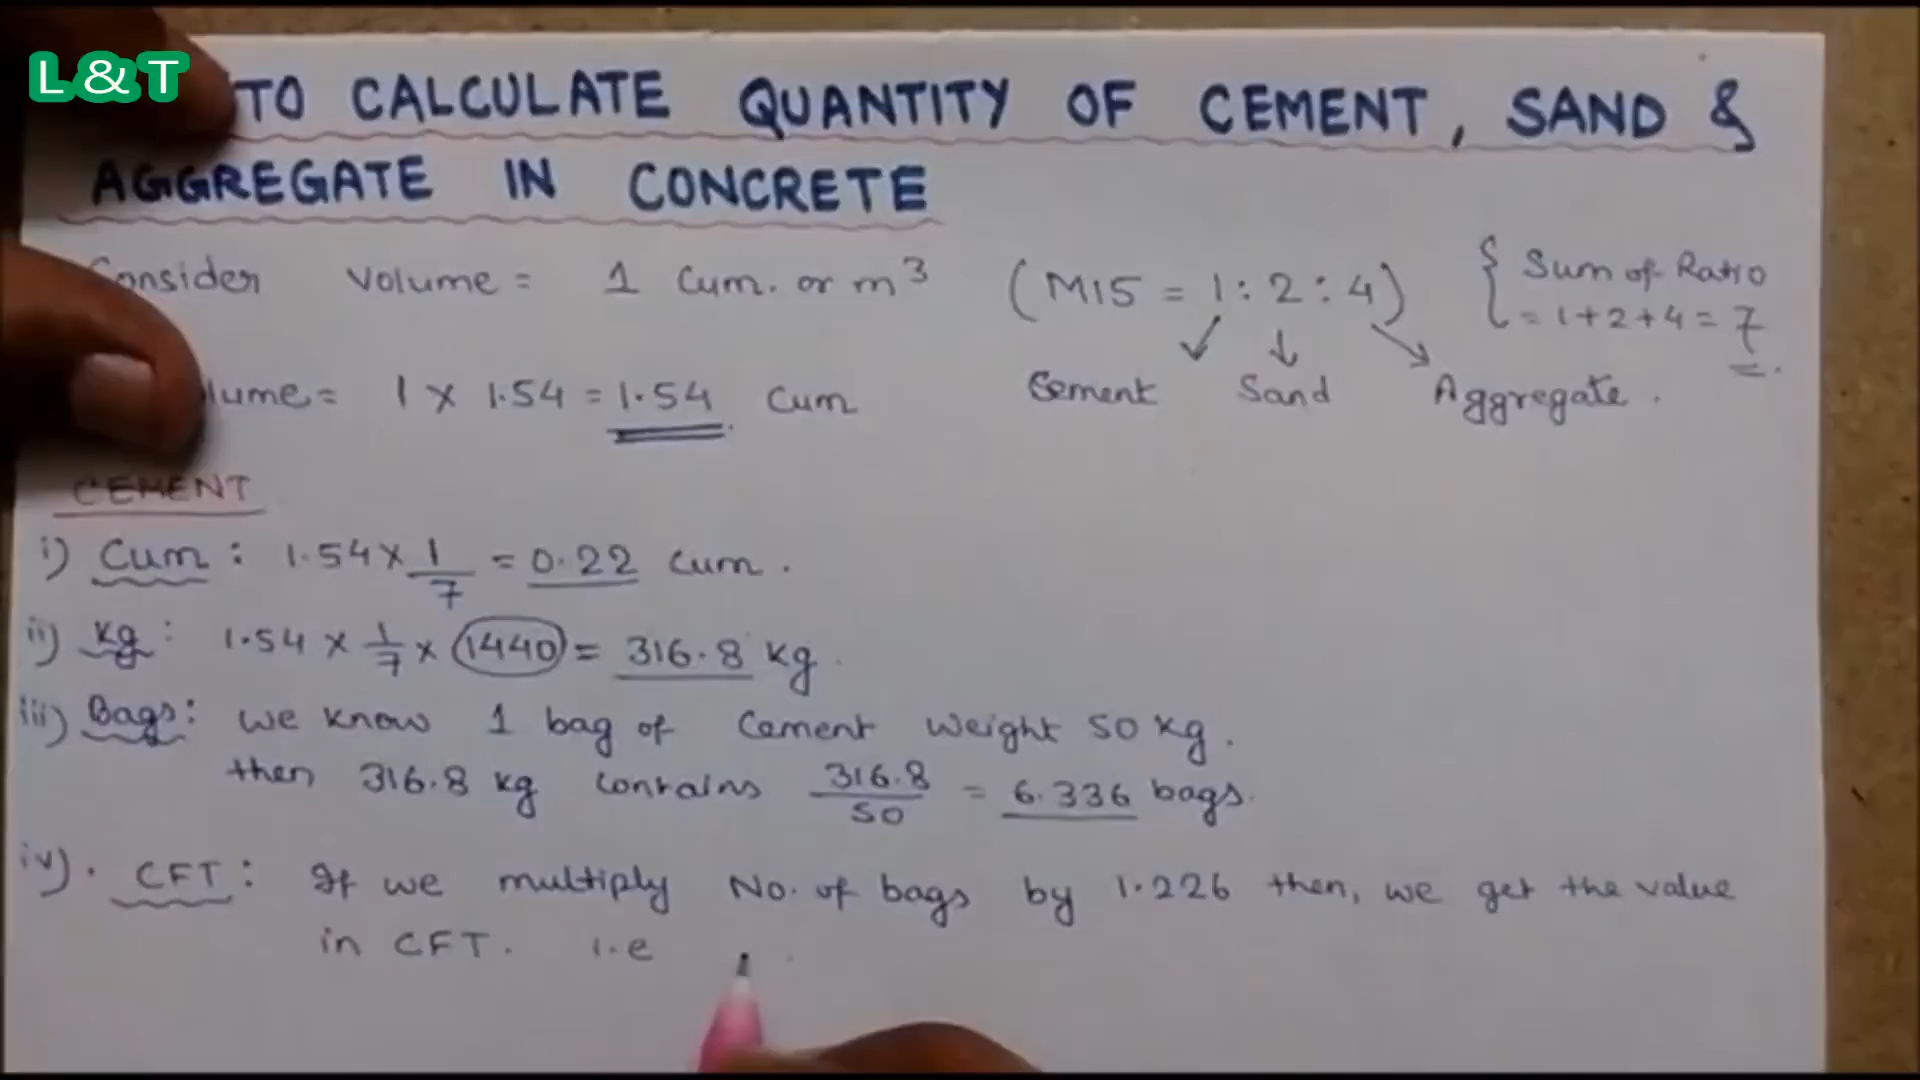 L&T
TO CALCULATE QUANTITY OF CEMENT, SAND &
AGGREGATE IN CONCRETE
Consider Volume = 1 Cum. or m³ (M15 = 1:2:4) { Sum of Ratio
= 1+2+4 = 7
lume = 1 x 1.54 = 1.54 Cum Cement Sand Aggregate.
CEMENT
i) Cum: 1.54 x 1/7 = 0.22 Cum.
ii) Kg: 1.54 x 1/7 x 1440 = 316.8 kg.
iii) Bags: we know 1 bag of Cement Weight 50 kg.
then 316.8 kg contains 316.8/50 = 6.336 bags.
iv). CFT: If we multiply No. of bags by 1.226 then, we get the value
in CFT. i.e